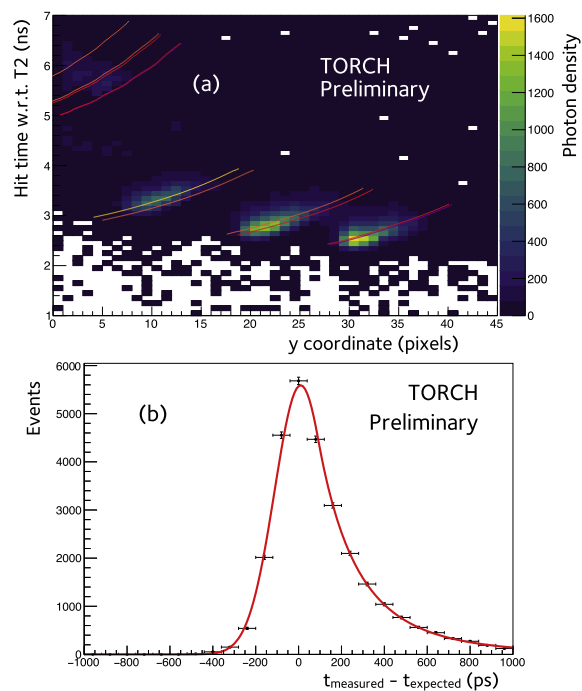 7
6
5
4
3
2
1
Hit time w.r.t. T2 (ns)
(a)
TORCH
Preliminary
1600
1400
1200
1000
800
600
400
200
0
Photon density
0 5 10 15 20 25 30 35 40 45
y coordinate (pixels)
6000
5000
4000
3000
2000
1000
0
Events
(b)
TORCH
Preliminary
−1000 −800 −600 −400 −200 0 200 400 600 800 1000
t_measured - t_expected (ps)